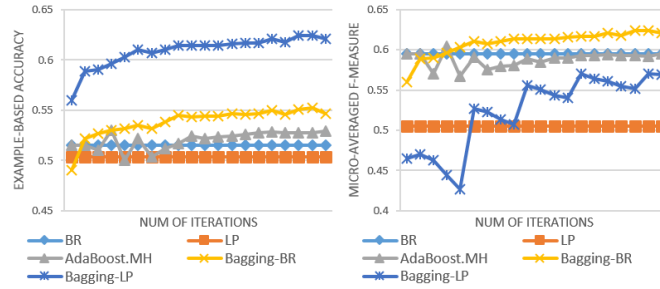 EXAMPLE-BASED ACCURACY
0.65
0.6
0.55
0.5
0.45
NUM OF ITERATIONS
BR
LP
AdaBoost.MH
Bagging-BR
Bagging-LP
MICRO-AVERAGED F-MEASURE
0.65
0.6
0.55
0.5
0.45
0.4
NUM OF ITERATIONS
BR
LP
AdaBoost.MH
Bagging-BR
Bagging-LP